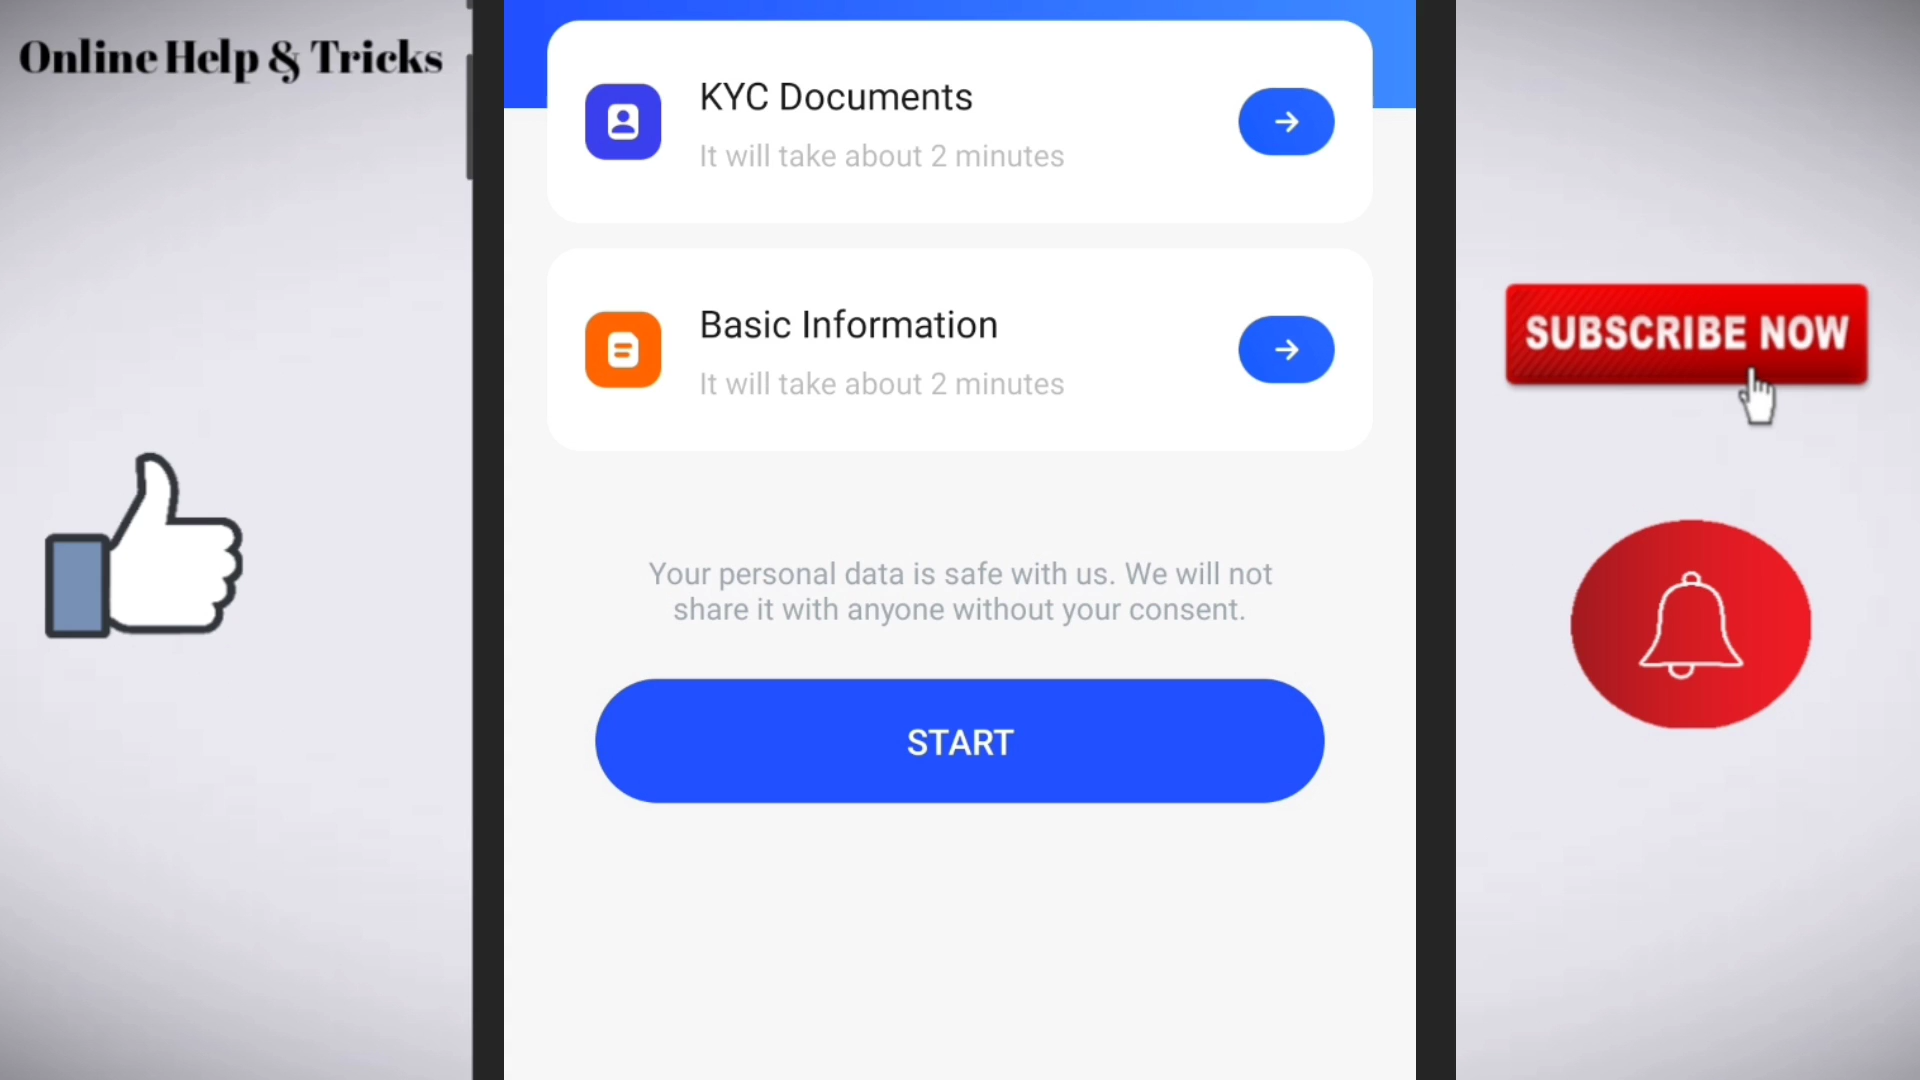 Online Help & Tricks
KYC Documents
It will take about 2 minutes
Basic Information
It will take about 2 minutes
Your personal data is safe with us. We will not
share it with anyone without your consent.
START
SUBSCRIBE NOW